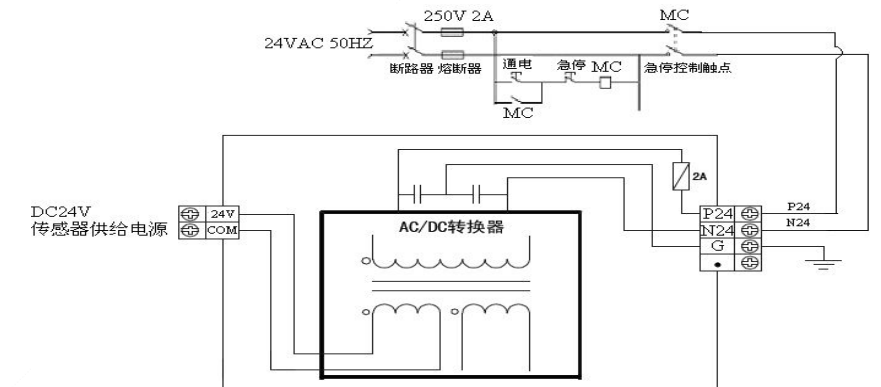 250V 2A
MC
24VAC 50HZ
断路器 熔断器
通电
急停 MC
急停控制触点
MC
2A
DC24V
传感器供给电源
24V
COM
AC/DC转换器
P24
P24
N24
N24
G